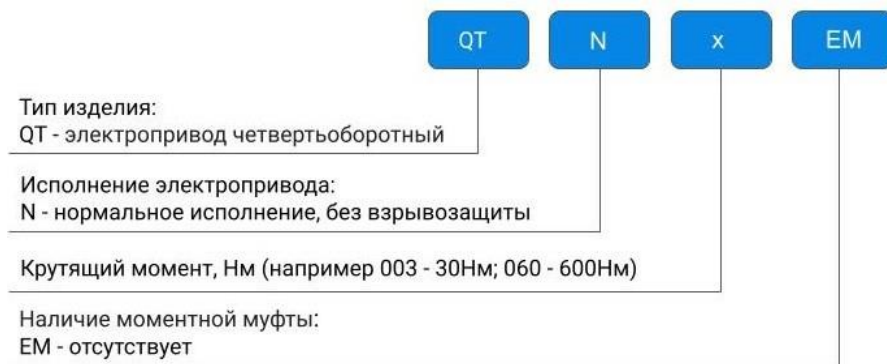 QT N x EM
Тип изделия:
QT - электропривод четвертьоборотный
Исполнение электропривода:
N - нормальное исполнение, без взрывозащиты
Крутящий момент, Нм (например 003 - 30Нм; 060 - 600Нм)
Наличие моментной муфты:
EM - отсутствует